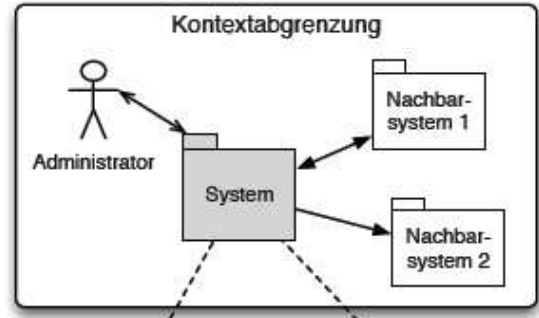 Kontextabgrenzung
Nachbar-
system 1
Administrator
System
Nachbar-
system 2